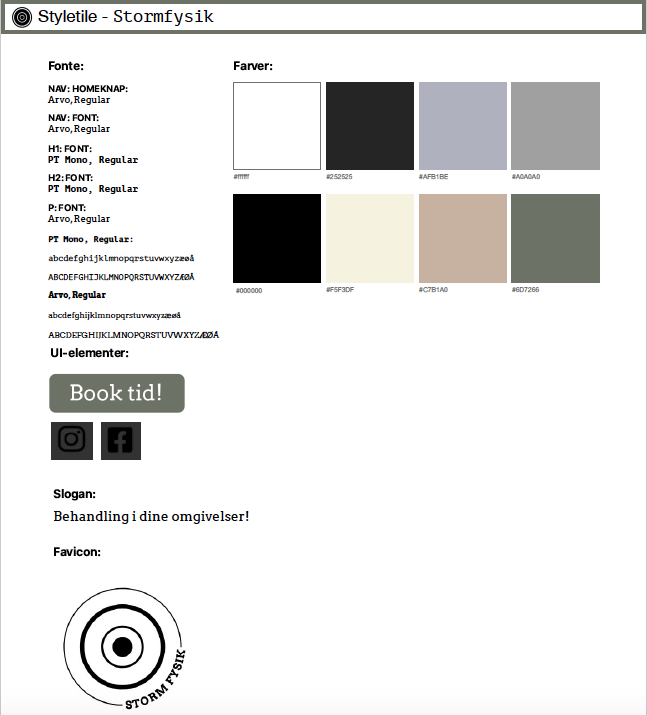 Styletile - Stormfysik
Fonte:
NAV: HOMEKNAP:
Arvo, Regular
NAV: FONT:
Arvo, Regular
H1: FONT:
PT Mono, Regular
H2: FONT:
PT Mono, Regular
P: FONT:
Arvo, Regular
PT Mono, Regular:
abcdefghijklmnopqrstuvwxyzæøå
ABCDEFGHIJKLMNOPQRSTUVWXYZÆØÅ
Arvo, Regular
abcdefghijklmnopqrstuvwxyzæøå
ABCDEFGHIJKLMNOPQRSTUVWXYZÆØÅ
Farver:
#ffffff
#252525
#AFB1BE
#A0A0A0
#000000
#F5F3DF
#C7B1A0
#6D7266
UI-elementer:
Book tid!
Slogan:
Behandling i dine omgivelser!
Favicon:
STORM FYSIK